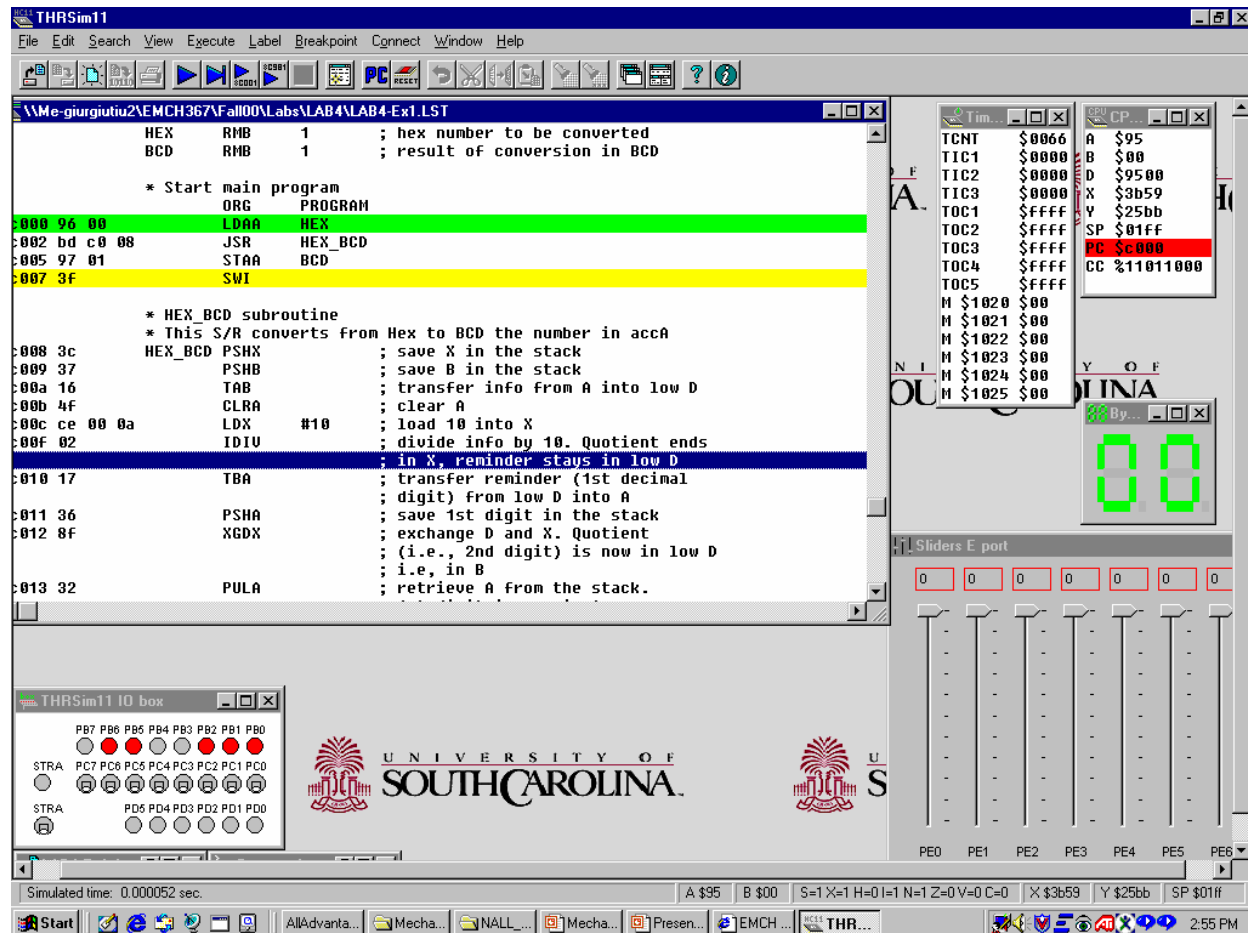 THRSim11
File Edit Search View Execute Label Breakpoint Connect Window Help
\\Me-giurgiutiu2\EMCH367\Fall00\Labs\LAB4\LAB4-Ex1.LST
HEX RMB 1 ; hex number to be converted
BCD RMB 1 ; result of conversion in BCD
* Start main program
ORG PROGRAM
c000 96 00 LDAA HEX
c002 bd c0 08 JSR HEX_BCD
c005 97 01 STAA BCD
c007 3f SWI
* HEX_BCD subroutine
* This S/R converts from Hex to BCD the number in accA
c008 3c HEX_BCD PSHX ; save X in the stack
c009 37 PSHB ; save B in the stack
c00a 16 TAB ; transfer info from A into low D
c00b 4f CLRA ; clear A
c00c ce 00 0a LDX #10 ; load 10 into X
c00f 02 IDIV ; divide info by 10. Quotient ends
; in X, reminder stays in low D
c010 17 TBA ; transfer reminder (1st decimal
; digit) from low D into A
c011 36 PSHA ; save 1st digit in the stack
c012 8f XGDX ; exchange D and X. Quotient
; (i.e., 2nd digit) is now in low D
; i.e, in B
c013 32 PULA ; retrieve A from the stack.
Tim...
TCNT $0066
TIC1 $0000
TIC2 $0000
TIC3 $0000
TOC1 $ffff
TOC2 $ffff
TOC3 $ffff
TOC4 $ffff
TOC5 $ffff
M $1020 $00
M $1021 $00
M $1022 $00
M $1023 $00
M $1024 $00
M $1025 $00
CP...
A $95
B $00
D $9500
X $3b59
Y $25bb
SP $01ff
PC $c000
CC %11011000
By...
00
Sliders E port
0 0 0 0 0 0 0
PE0 PE1 PE2 PE3 PE4 PE5 PE6
THRSim11 IO box
PB7 PB6 PB5 PB4 PB3 PB2 PB1 PB0
STRA PC7 PC6 PC5 PC4 PC3 PC2 PC1 PC0
STRA PD5 PD4 PD3 PD2 PD1 PD0
UNIVERSITY OF
SOUTH CAROLINA
Simulated time: 0.000052 sec.
A $95 B $00 S=1 X=1 H=0 I=1 N=1 Z=0 V=0 C=0 X $3b59 Y $25bb SP $01ff
Start AllAdvanta... Mecha... NALL_... Mecha... Presen... EMCH ... THR... 2:55 PM